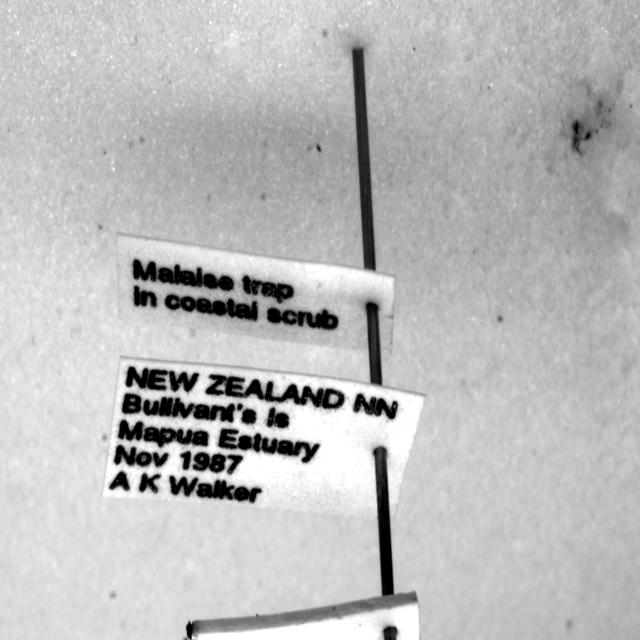 Malaise trap
in coastal scrub
NEW ZEALAND NN
Bullivant's Is
Mapua Estuary
Nov 1987
A K Walker